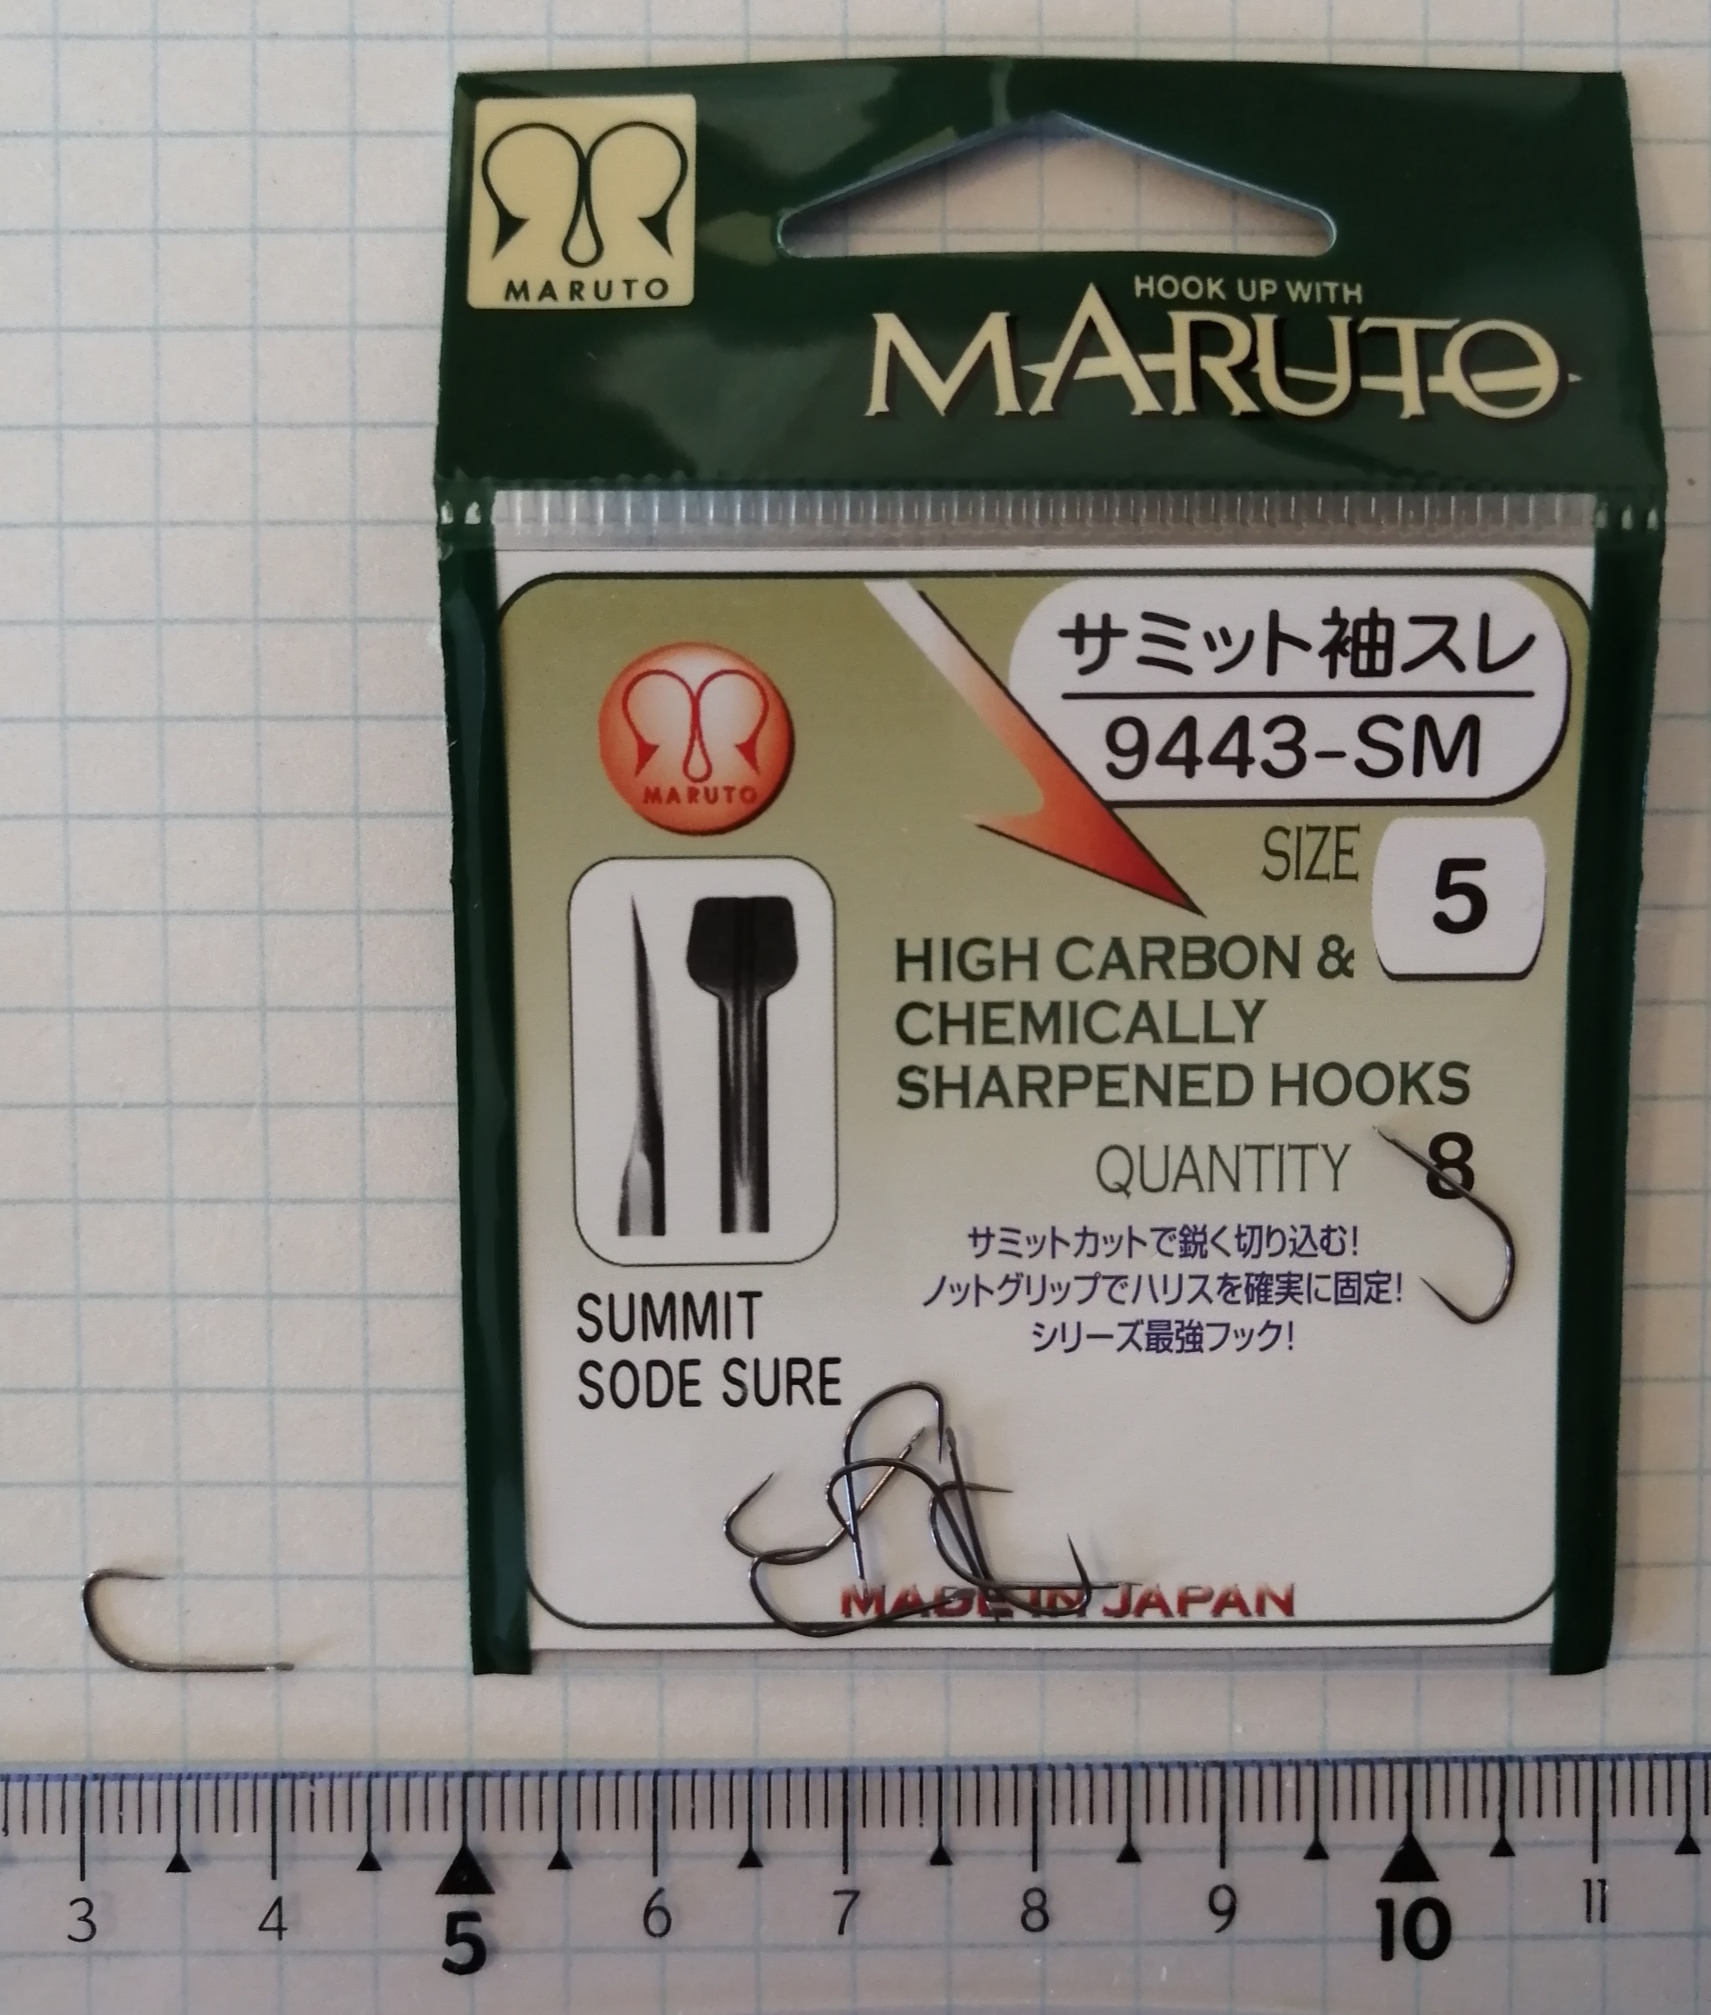 MARUTO
HOOK UP WITH
MARUTO
サミット袖スレ
9443-SM
MARUTO
SIZE 5
HIGH CARBON &
CHEMICALLY
SHARPENED HOOKS
QUANTITY 8
サミットカットで鋭く切り込む!
ノットグリップでハリスを確実に固定!
シリーズ最強フック!
SUMMIT
SODE SURE
MADE IN JAPAN
3 4 5 6 7 8 9 10 11